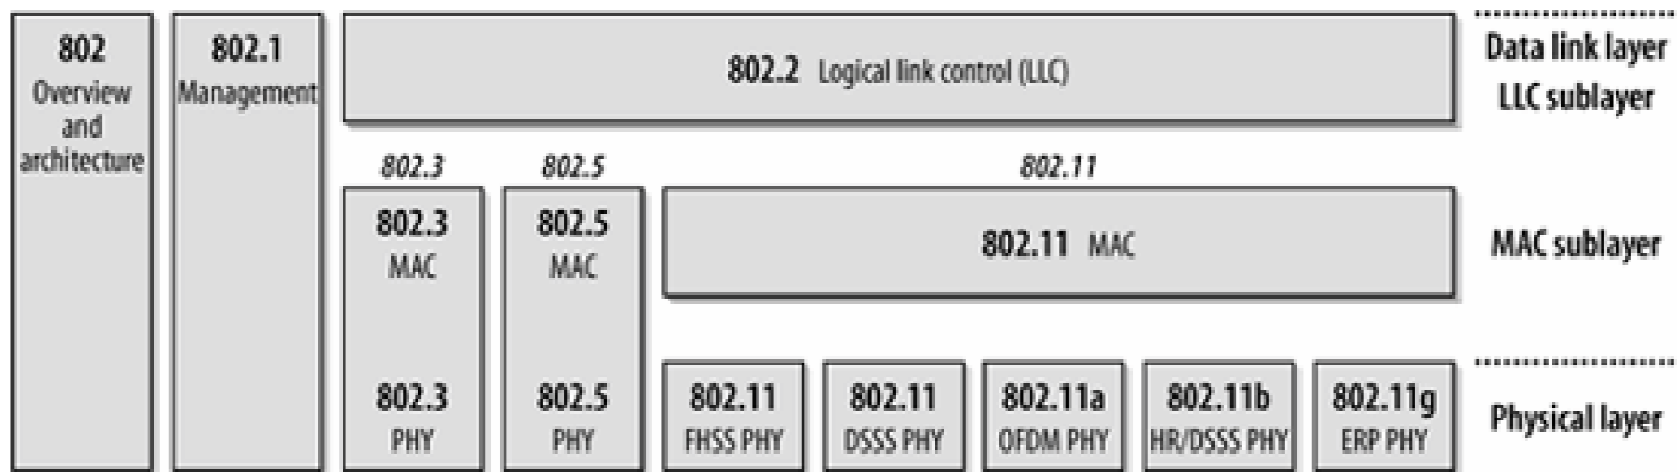 802
Overview
and
architecture
802.1
Management
802.2 Logical link control (LLC)
Data link layer
LLC sublayer
802.3
802.5
802.11
802.3
MAC
802.5
MAC
802.11 MAC
MAC sublayer
802.3
PHY
802.5
PHY
802.11
FHSS PHY
802.11
DSSS PHY
802.11a
OFDM PHY
802.11b
HR/DSSS PHY
802.11g
ERP PHY
Physical layer